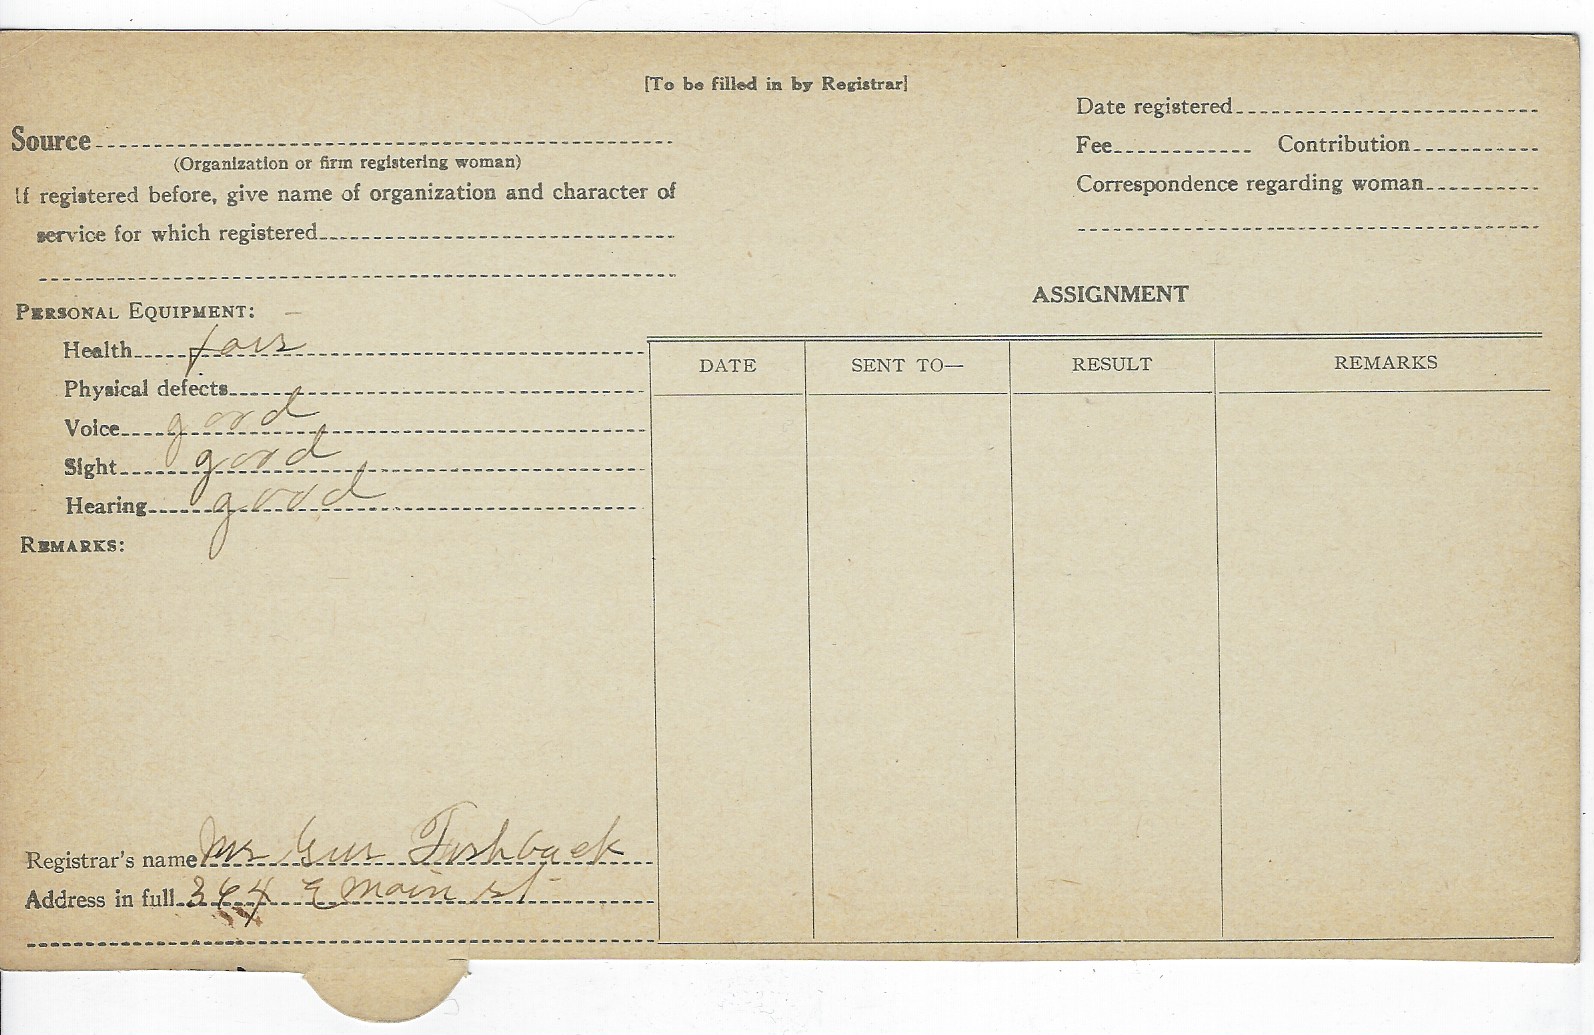 [To be filled in by Registrar]
Date registered
Source
(Organization or firm registering woman)
Fee Contribution
If registered before, give name of organization and character of
Correspondence regarding woman
service for which registered
ASSIGNMENT
PERSONAL EQUIPMENT:
Health fair
DATE SENT TO— RESULT REMARKS
Physical defects
Voice good
Sight good
Hearing good
REMARKS:
Registrar's name Mrs Gus Fishback
Address in full 364 E Main st